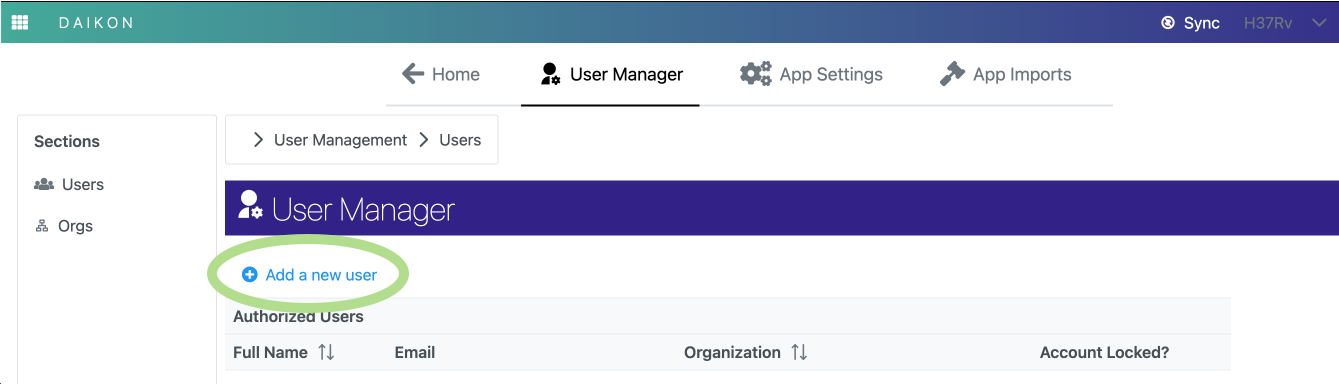 DAIKON
Sync H37Rv
Home User Manager App Settings App Imports
Sections
Users
Orgs
User Management Users
User Manager
Add a new user
Authorized Users
Full Name Email Organization Account Locked?